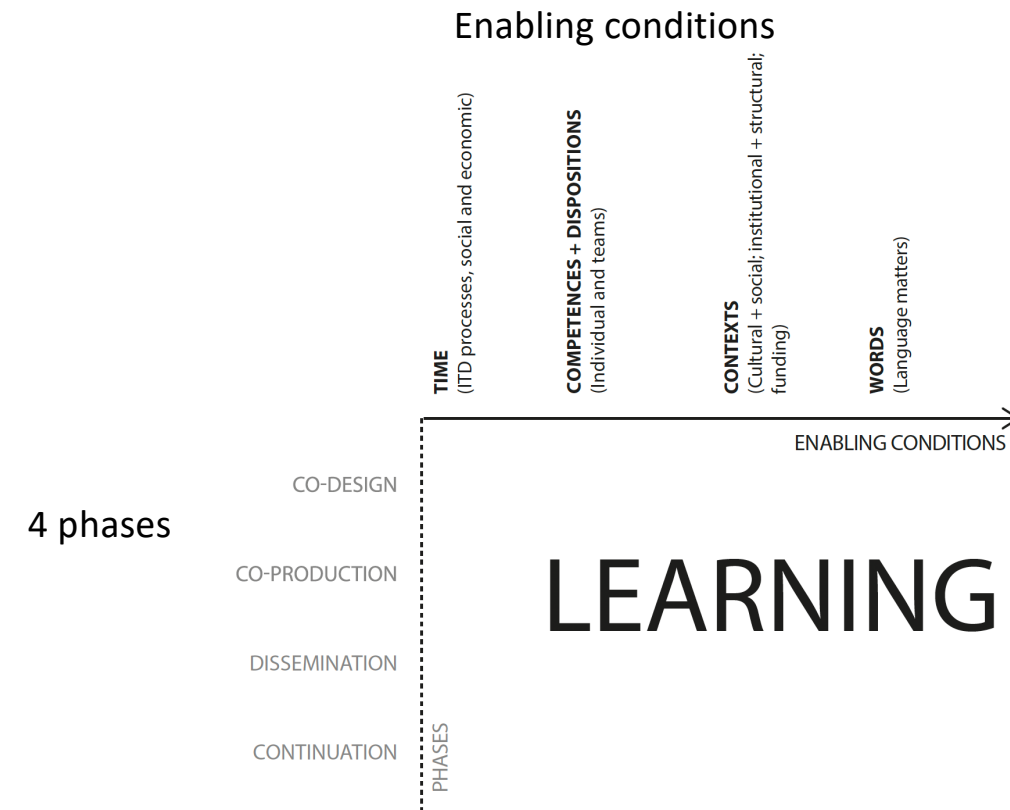 Enabling conditions
TIME
(ITD processes, social and economic)
COMPETENCES + DISPOSITIONS
(Individual and teams)
CONTEXTS
(Cultural + social; institutional + structural;
funding)
WORDS
(Language matters)
ENABLING CONDITIONS
4 phases
CO-DESIGN
CO-PRODUCTION
DISSEMINATION
CONTINUATION
PHASES
LEARNING